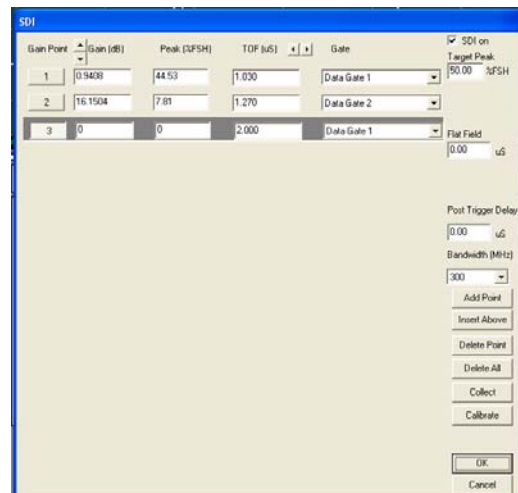 SDI
Gain Point Gain (dB) Peak (%FSH) TOF (uS) Gate
1 0.9408 44.53 1.030 Data Gate 1
2 16.1504 7.81 1.270 Data Gate 2
3 0 0 2.000 Data Gate 1
SDI on
Target Peak
50.00 %FSH
Flat Field
0.00 uS
Post Trigger Delay
0.00 uS
Bandwidth (MHz)
300
Add Point
Insert Above
Delete Point
Delete All
Collect
Calibrate
OK
Cancel